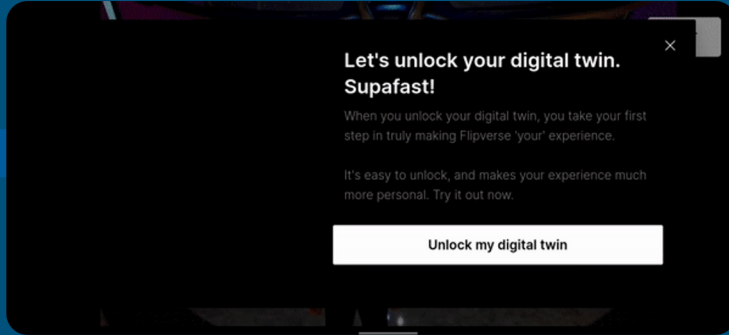 Let's unlock your digital twin.
Supafast!
When you unlock your digital twin, you take your first
step in truly making Flipverse 'your' experience.
It's easy to unlock, and makes your experience much
more personal. Try it out now.
Unlock my digital twin